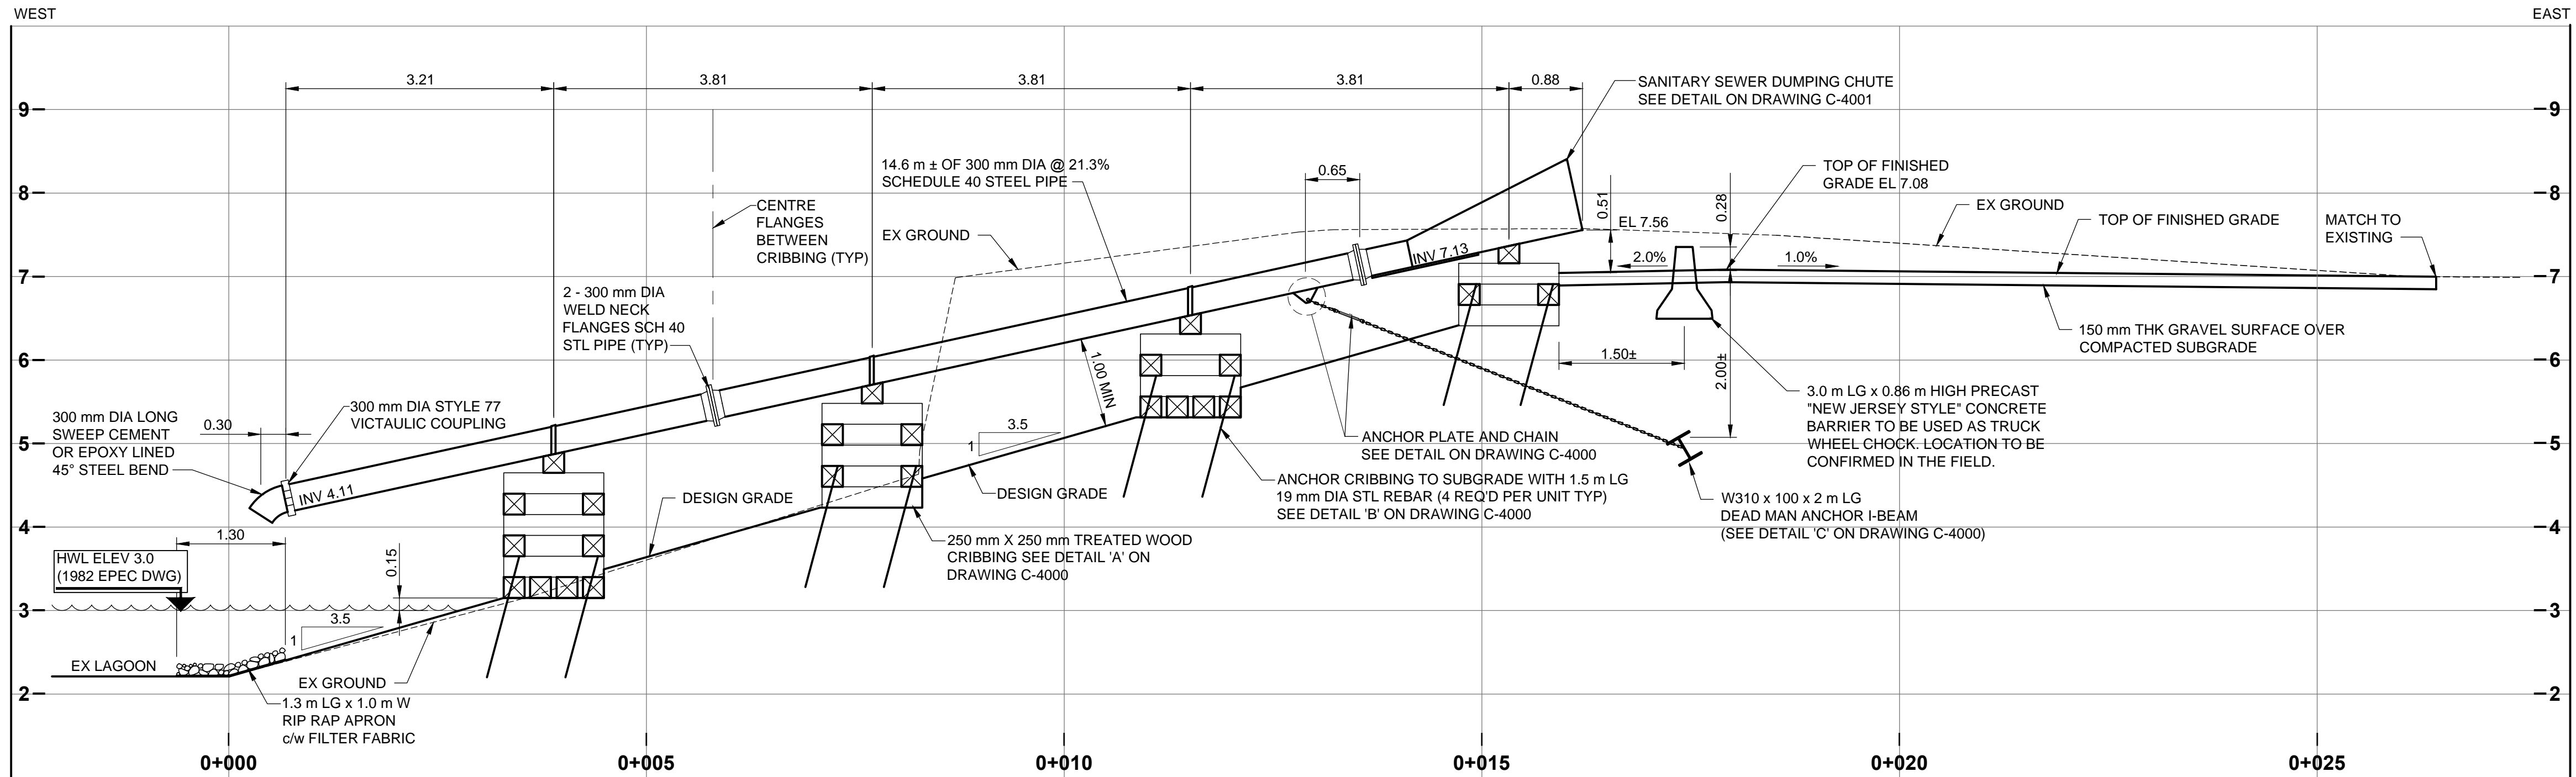 WEST
EAST
3.21
3.81
3.81
3.81
0.88
SANITARY SEWER DUMPING CHUTE
SEE DETAIL ON DRAWING C-4001
9
9
14.6 m ± OF 300 mm DIA @ 21.3%
SCHEDULE 40 STEEL PIPE
0.65
TOP OF FINISHED
GRADE EL 7.08
8
8
CENTRE
FLANGES
BETWEEN
CRIBBING (TYP)
EX GROUND
0.51
EL 7.56
0.28
EX GROUND
TOP OF FINISHED GRADE
MATCH TO
EXISTING
INV 7.13
2.0%
1.0%
7
7
2 - 300 mm DIA
WELD NECK
FLANGES SCH 40
STL PIPE (TYP)
150 mm THK GRAVEL SURFACE OVER
COMPACTED SUBGRADE
1.50±
2.00±
6
6
1.00 MIN
3.0 m LG x 0.86 m HIGH PRECAST
"NEW JERSEY STYLE" CONCRETE
BARRIER TO BE USED AS TRUCK
WHEEL CHOCK. LOCATION TO BE
CONFIRMED IN THE FIELD.
300 mm DIA LONG
SWEEP CEMENT
OR EPOXY LINED
45° STEEL BEND
0.30
300 mm DIA STYLE 77
VICTAULIC COUPLING
3.5
1
ANCHOR PLATE AND CHAIN
SEE DETAIL ON DRAWING C-4000
5
5
INV 4.11
DESIGN GRADE
DESIGN GRADE
ANCHOR CRIBBING TO SUBGRADE WITH 1.5 m LG
19 mm DIA STL REBAR (4 REQ'D PER UNIT TYP)
SEE DETAIL 'B' ON DRAWING C-4000
W310 x 100 x 2 m LG
DEAD MAN ANCHOR I-BEAM
(SEE DETAIL 'C' ON DRAWING C-4000)
4
4
1.30
250 mm X 250 mm TREATED WOOD
CRIBBING SEE DETAIL 'A' ON
DRAWING C-4000
HWL ELEV 3.0
(1982 EPEC DWG)
0.15
3
3
3.5
1
EX LAGOON
EX GROUND
2
2
1.3 m LG x 1.0 m W
RIP RAP APRON
c/w FILTER FABRIC
0+000
0+005
0+010
0+015
0+020
0+025